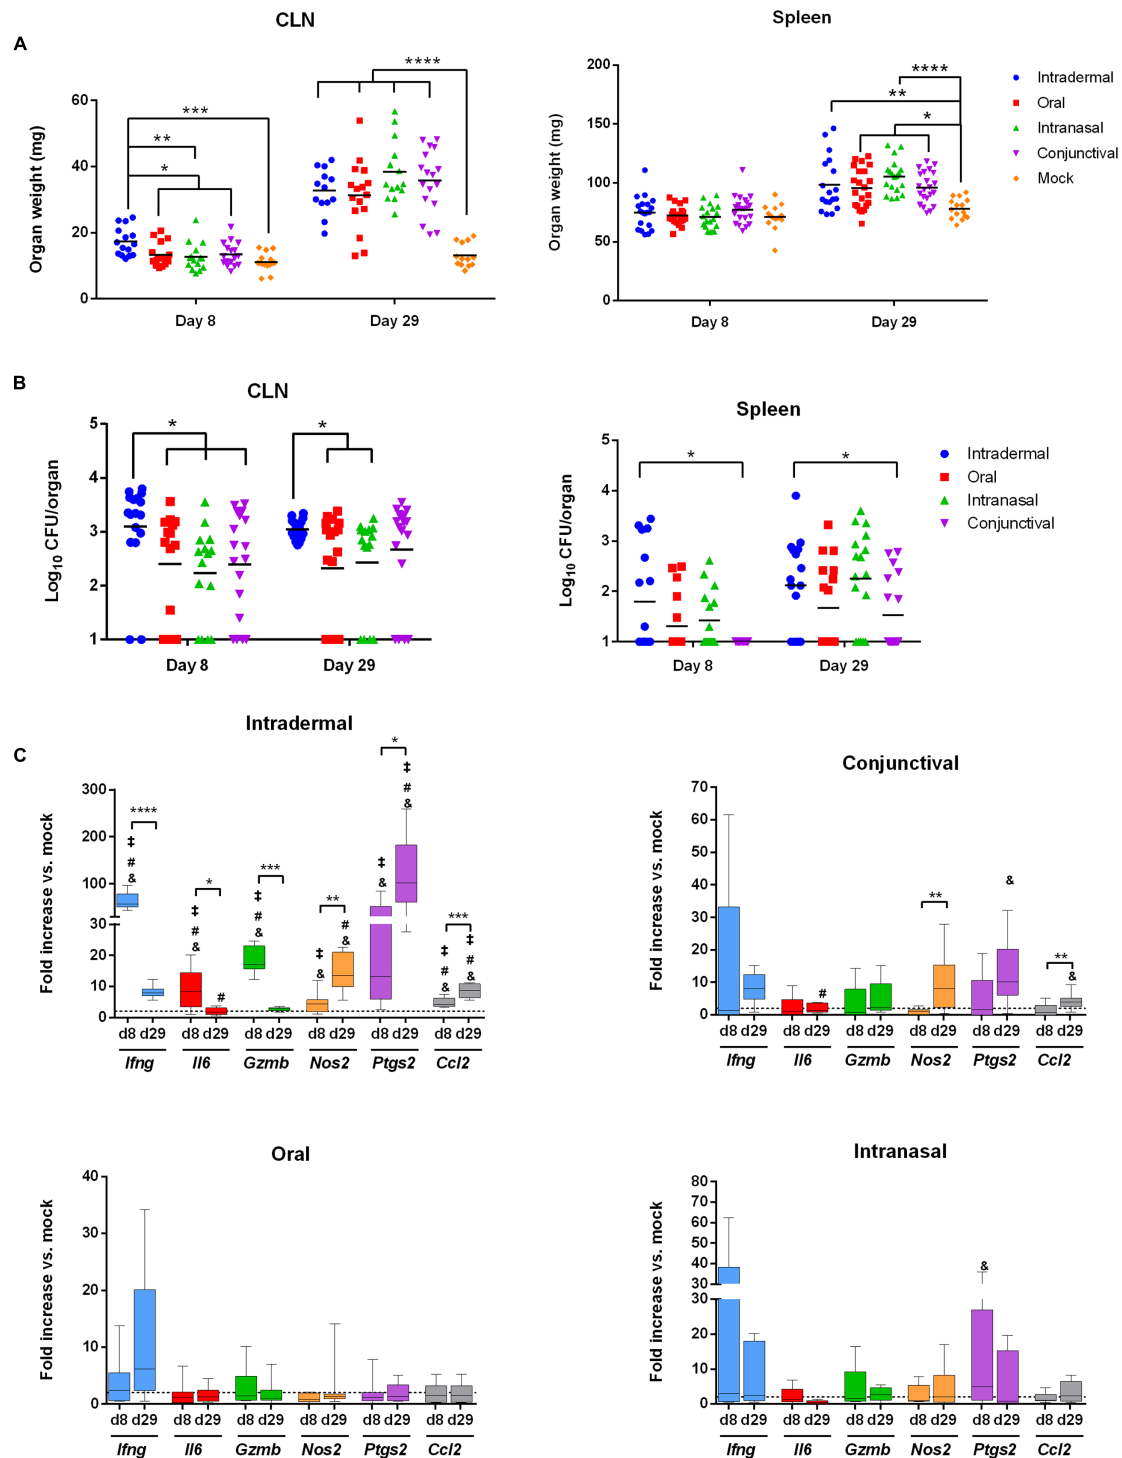 A
CLN
Spleen
Organ weight (mg)
60
40
20
0
***
**
*
****
Day 8
Day 29
Organ weight (mg)
200
150
100
50
0
****
**
*
Day 8
Day 29
Intradermal
Oral
Intranasal
Conjunctival
Mock
B
CLN
Spleen
Log10 CFU/organ
5
4
3
2
1
*
*
Day 8
Day 29
Log10 CFU/organ
5
4
3
2
1
*
*
Day 8
Day 29
Intradermal
Oral
Intranasal
Conjunctival
C
Intradermal
Fold increase vs. mock
300
200
100
30
20
10
0
****
‡
#
&
*
‡
#
&
#
***
‡
#
&
**
‡
&
#
&
*
‡
&
‡
#
&
***
‡
#
&
‡
#
&
d8 d29 d8 d29 d8 d29 d8 d29 d8 d29 d8 d29
Ifng Il6 Gzmb Nos2 Ptgs2 Ccl2
Conjunctival
Fold increase vs. mock
70
60
50
40
30
20
10
0
#
**
&
**
&
d8 d29 d8 d29 d8 d29 d8 d29 d8 d29 d8 d29
Ifng Il6 Gzmb Nos2 Ptgs2 Ccl2
Oral
Fold increase vs. mock
40
30
20
10
0
d8 d29 d8 d29 d8 d29 d8 d29 d8 d29 d8 d29
Ifng Il6 Gzmb Nos2 Ptgs2 Ccl2
Intranasal
Fold increase vs. mock
80
70
60
50
40
30
30
20
10
0
#
&
d8 d29 d8 d29 d8 d29 d8 d29 d8 d29 d8 d29
Ifng Il6 Gzmb Nos2 Ptgs2 Ccl2